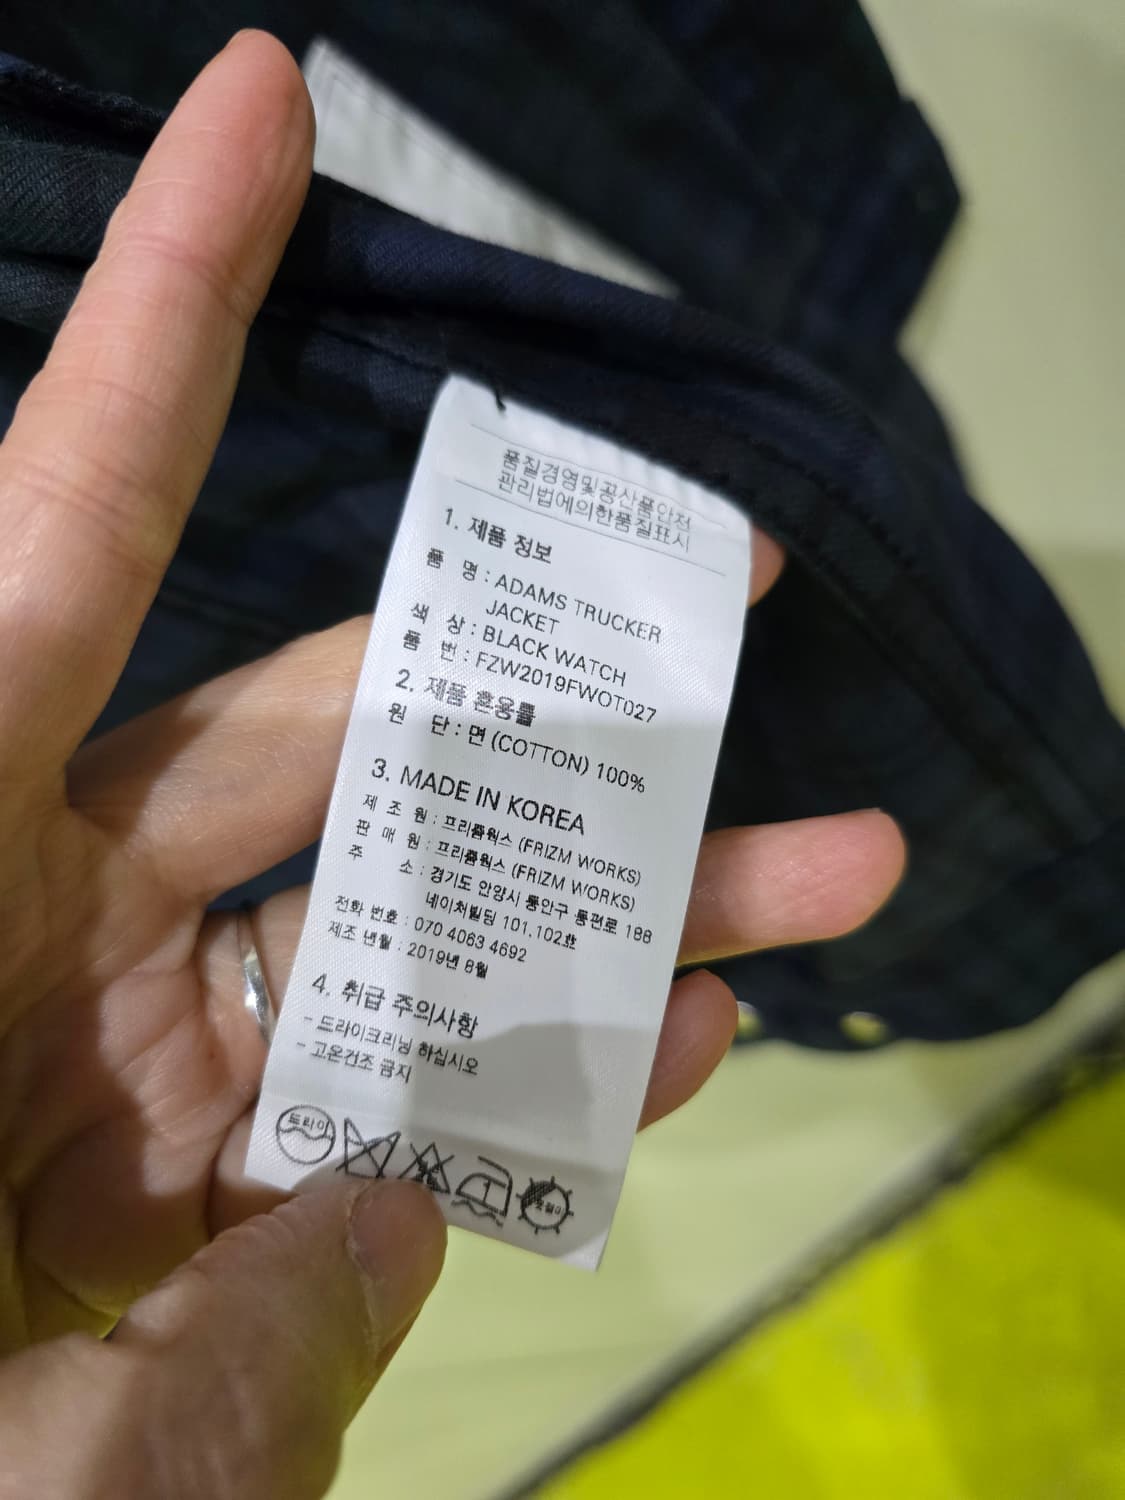 품질경영및공산품안전
관리법에의한품질표시
1. 제품 정보
품 명 : ADAMS TRUCKER
JACKET
색 상 : BLACK WATCH
품 번 : FZW2019FWOT027
2. 제품 혼용률
원 단 : 면 (COTTON) 100%
3. MADE IN KOREA
제 조 원 : 프리즘웍스 (FRIZM WORKS)
판 매 원 : 프리즘웍스 (FRIZM WORKS)
주 소 : 경기도 안양시 동안구 동편로 188
네이처빌딩 101.102호
전화 번호 : 070 4063 4692
제조 년월 : 2019년 8월
4. 취급 주의사항
- 드라이크리닝 하십시오
- 고온건조 금지
드라이
1